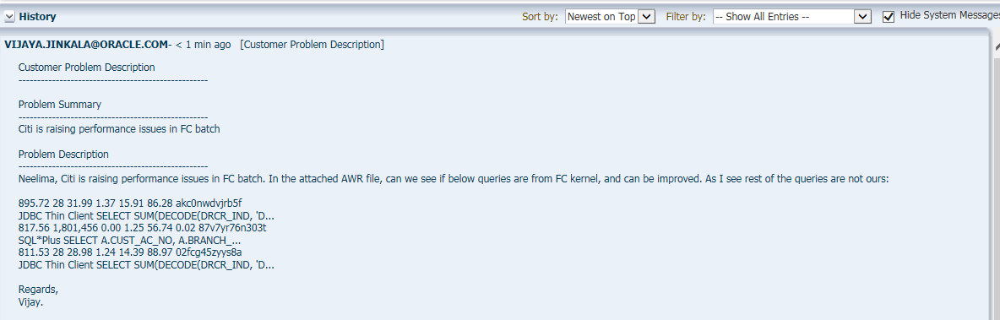 History
Sort by: Newest on Top Filter by: -- Show All Entries -- Hide System Messages
VIJAYA.JINKALA@ORACLE.COM- < 1 min ago [Customer Problem Description]
Customer Problem Description
--------------------------------------------------
Problem Summary
--------------------------------------------------
Citi is raising performance issues in FC batch
Problem Description
--------------------------------------------------
Neelima, Citi is raising performance issues in FC batch. In the attached AWR file, can we see if below queries are from FC kernel, and can be improved. As I see rest of the queries are not ours:
895.72 28 31.99 1.37 15.91 86.28 akc0nwdvjrb5f
JDBC Thin Client SELECT SUM(DECODE(DRCR_IND, 'D...
817.56 1,801,456 0.00 1.25 56.74 0.02 87v7yr76n303t
SQL*Plus SELECT A.CUST_AC_NO, A.BRANCH_...
811.53 28 28.98 1.24 14.39 88.97 02fcg45zyys8a
JDBC Thin Client SELECT SUM(DECODE(DRCR_IND, 'D...
Regards,
Vijay.